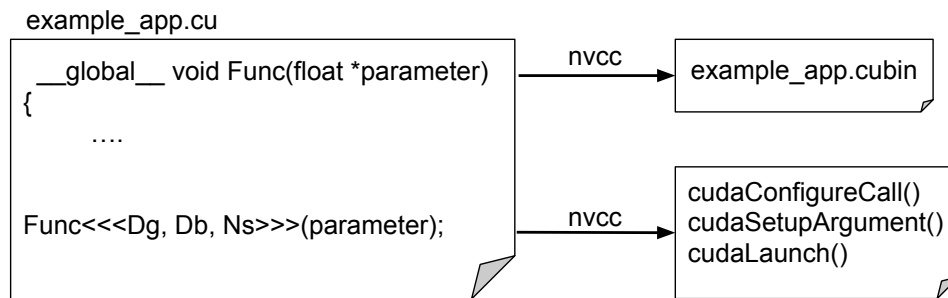 example_app.cu
__global__ void Func(float *parameter)
{
....
Func<<<Dg, Db, Ns>>>(parameter);
nvcc
example_app.cubin
nvcc
cudaConfigureCall()
cudaSetupArgument()
cudaLaunch()